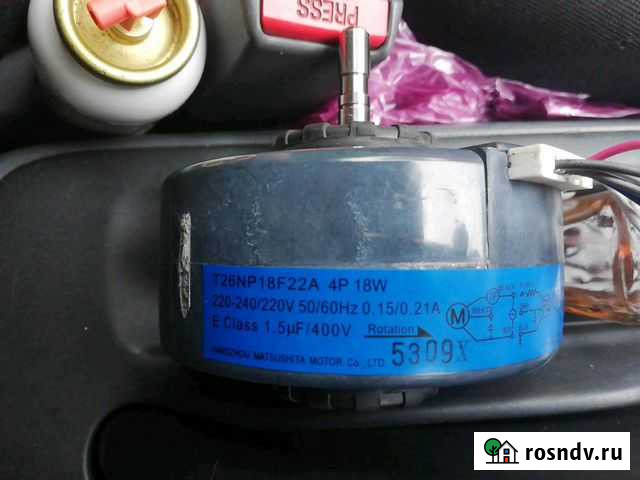 PRESS
T26NP18F22A 4P 18W
220-240/220V 50/60Hz 0.15/0.21A
E Class 1.5μF/400V Rotation
HANGZHOU MATSUSHITA MOTOR Co., LTD. 5309X
M
rosndv.ru